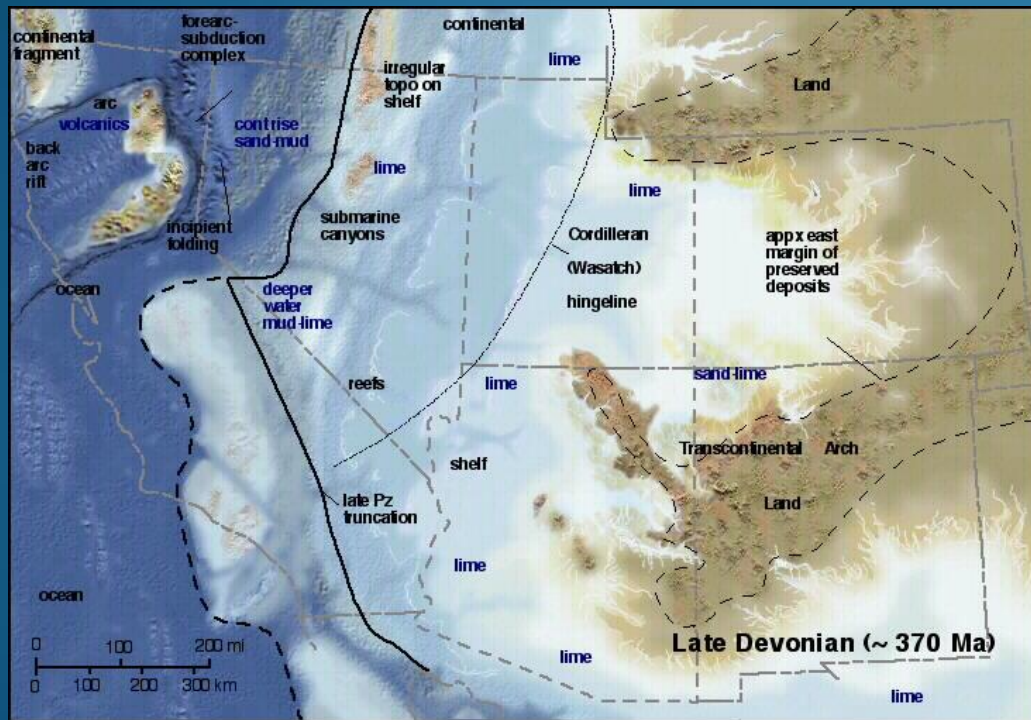 continental
fragment
forearc-
subduction
complex
continental
lime
irregular
topo on
shelf
Land
arc
volcanics
cont rise
sand-mud
back
arc
rift
lime
lime
incipient
folding
submarine
canyons
Cordilleran
(Wasatch)
hingeline
appx east
margin of
preserved
deposits
ocean
deeper
water
mud-lime
reefs
lime
sand-lime
shelf
Transcontinental Arch
late Pz
truncation
Land
lime
ocean
0 100 200 mi
0 100 200 300 km
lime
Late Devonian (~ 370 Ma)
lime